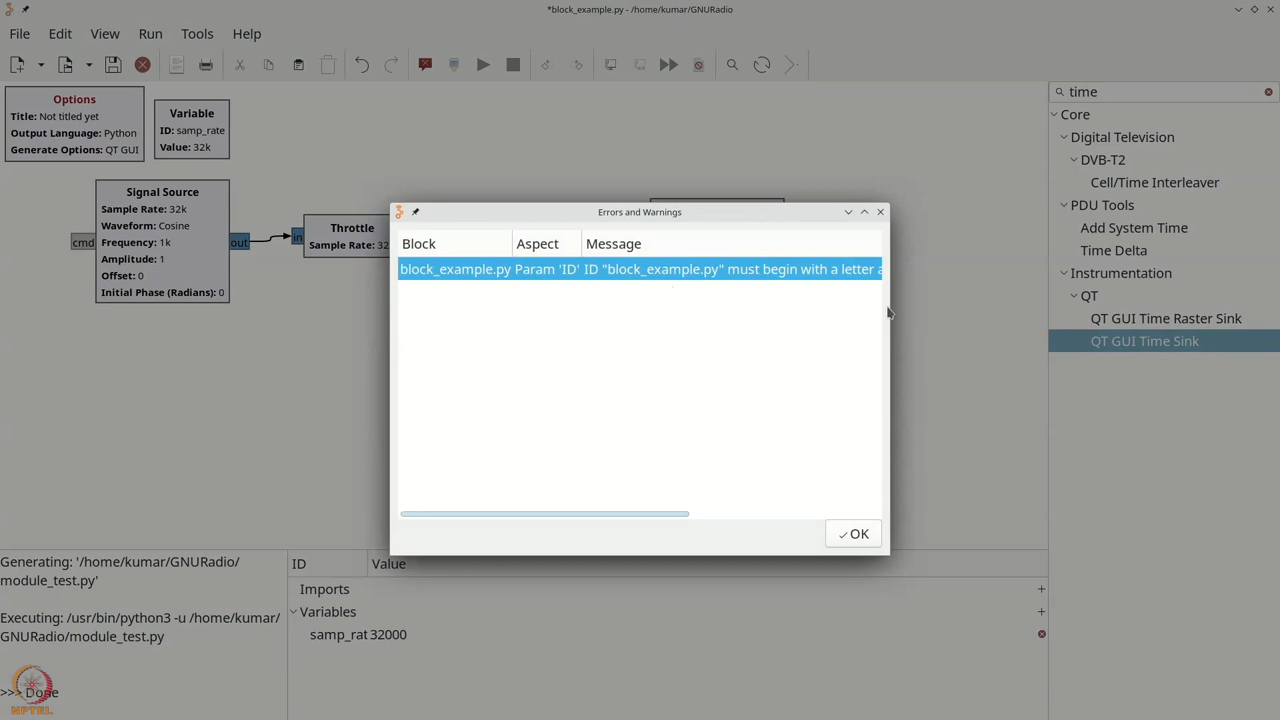 *block_example.py - /home/kumar/GNURadio
File Edit View Run Tools Help
Options
Title: Not titled yet
Output Language: Python
Generate Options: QT GUI
Variable
ID: samp_rate
Value: 32k
Signal Source
Sample Rate: 32k
Waveform: Cosine
Frequency: 1k
Amplitude: 1
Offset: 0
Initial Phase (Radians): 0
cmd
out
in
Throttle
Sample Rate: 32
Errors and Warnings
Block Aspect Message
block_example.py Param 'ID' ID "block_example.py" must begin with a letter a
OK
time
Core
Digital Television
DVB-T2
Cell/Time Interleaver
PDU Tools
Add System Time
Time Delta
Instrumentation
QT
QT GUI Time Raster Sink
QT GUI Time Sink
Generating: '/home/kumar/GNURadio/
module_test.py'
Executing: /usr/bin/python3 -u /home/kumar/
GNURadio/module_test.py
>>> Done
NPTEL
ID Value
Imports
Variables
samp_rat 32000